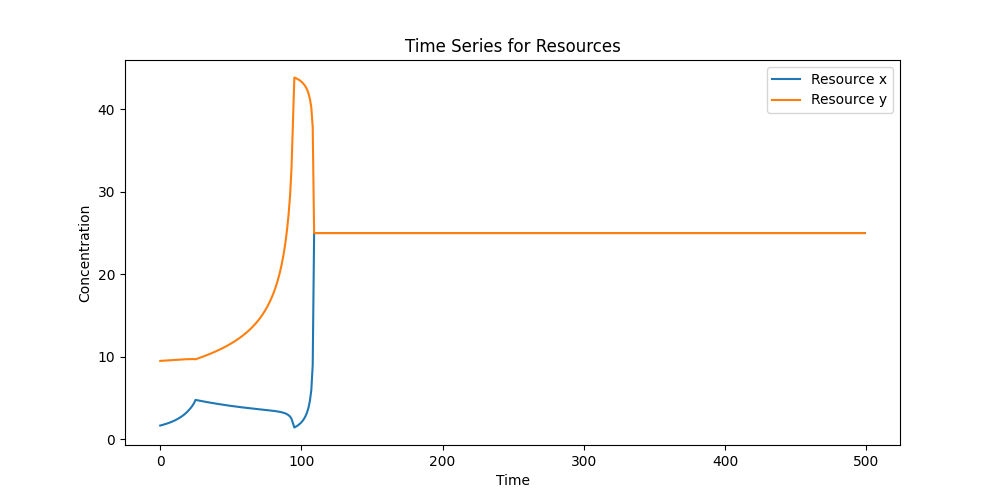 Time Series for Resources
Resource x
Resource y
Concentration
40
30
20
10
0
0 100 200 300 400 500
Time